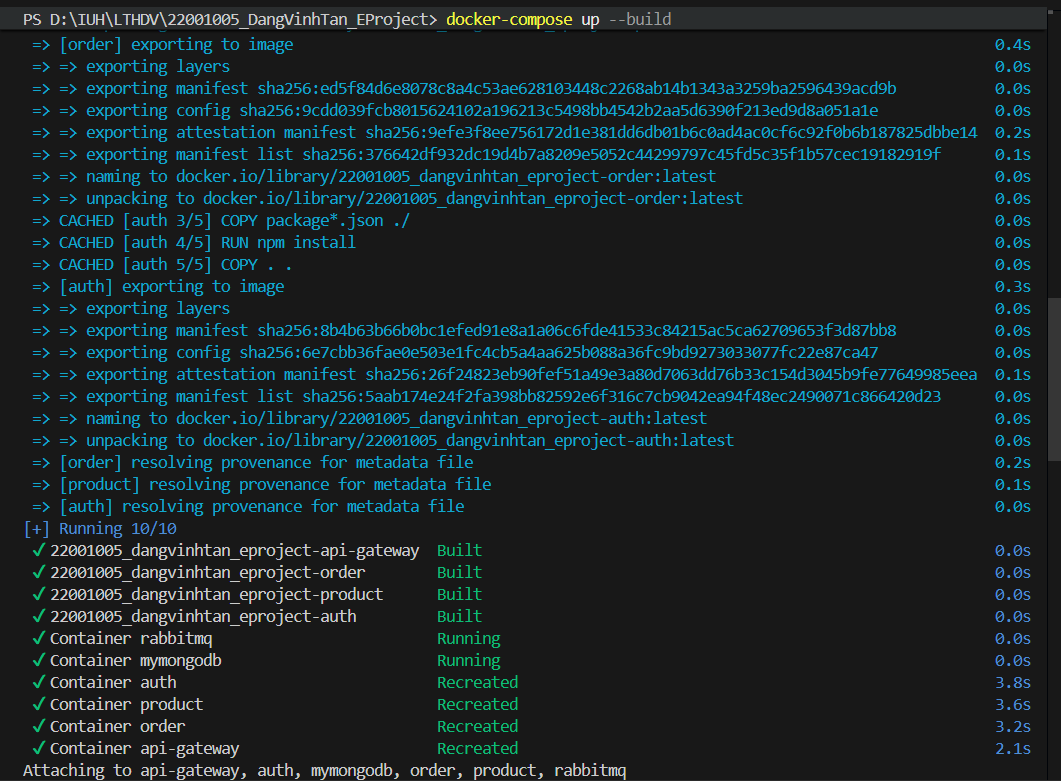 PS D:\IUH\LTHDV\22001005_DangVinhTan_EProject> docker-compose up --build
=> [order] exporting to image 0.4s
=> => exporting layers 0.0s
=> => exporting manifest sha256:ed5f84d6e8078c8a4c53ae628103448c2268ab14b1343a3259ba2596439acd9b 0.0s
=> => exporting config sha256:9cdd039fcb8015624102a196213c5498bb4542b2aa5d6390f213ed9d8a051a1e 0.0s
=> => exporting attestation manifest sha256:9efe3f8ee756172d1e381dd6db01b6c0ad4ac0cf6c92f0b6b187825dbbe14 0.2s
=> => exporting manifest list sha256:376642df932dc19d4b7a8209e5052c44299797c45fd5c35f1b57cec19182919f 0.1s
=> => naming to docker.io/library/22001005_dangvinhtan_eproject-order:latest 0.0s
=> => unpacking to docker.io/library/22001005_dangvinhtan_eproject-order:latest 0.0s
=> CACHED [auth 3/5] COPY package*.json ./ 0.0s
=> CACHED [auth 4/5] RUN npm install 0.0s
=> CACHED [auth 5/5] COPY . . 0.0s
=> [auth] exporting to image 0.3s
=> => exporting layers 0.0s
=> => exporting manifest sha256:8b4b63b66b0bc1efed91e8a1a06c6fde41533c84215ac5ca62709653f3d87bb8 0.0s
=> => exporting config sha256:6e7cbb36fae0e503e1fc4cb5a4aa625b088a36fc9bd9273033077fc22e87ca47 0.0s
=> => exporting attestation manifest sha256:26f24823eb90fef51a49e3a80d7063dd76b33c154d3045b9fe77649985eea 0.1s
=> => exporting manifest list sha256:5aab174e24f2fa398bb82592e6f316c7cb9042ea94f48ec2490071c866420d23 0.0s
=> => naming to docker.io/library/22001005_dangvinhtan_eproject-auth:latest 0.0s
=> => unpacking to docker.io/library/22001005_dangvinhtan_eproject-auth:latest 0.0s
=> [order] resolving provenance for metadata file 0.2s
=> [product] resolving provenance for metadata file 0.1s
=> [auth] resolving provenance for metadata file 0.0s
[+] Running 10/10
✓ 22001005_dangvinhtan_eproject-api-gateway Built 0.0s
✓ 22001005_dangvinhtan_eproject-order Built 0.0s
✓ 22001005_dangvinhtan_eproject-product Built 0.0s
✓ 22001005_dangvinhtan_eproject-auth Built 0.0s
✓ Container rabbitmq Running 0.0s
✓ Container mymongodb Running 0.0s
✓ Container auth Recreated 3.8s
✓ Container product Recreated 3.6s
✓ Container order Recreated 3.2s
✓ Container api-gateway Recreated 2.1s
Attaching to api-gateway, auth, mymongodb, order, product, rabbitmq